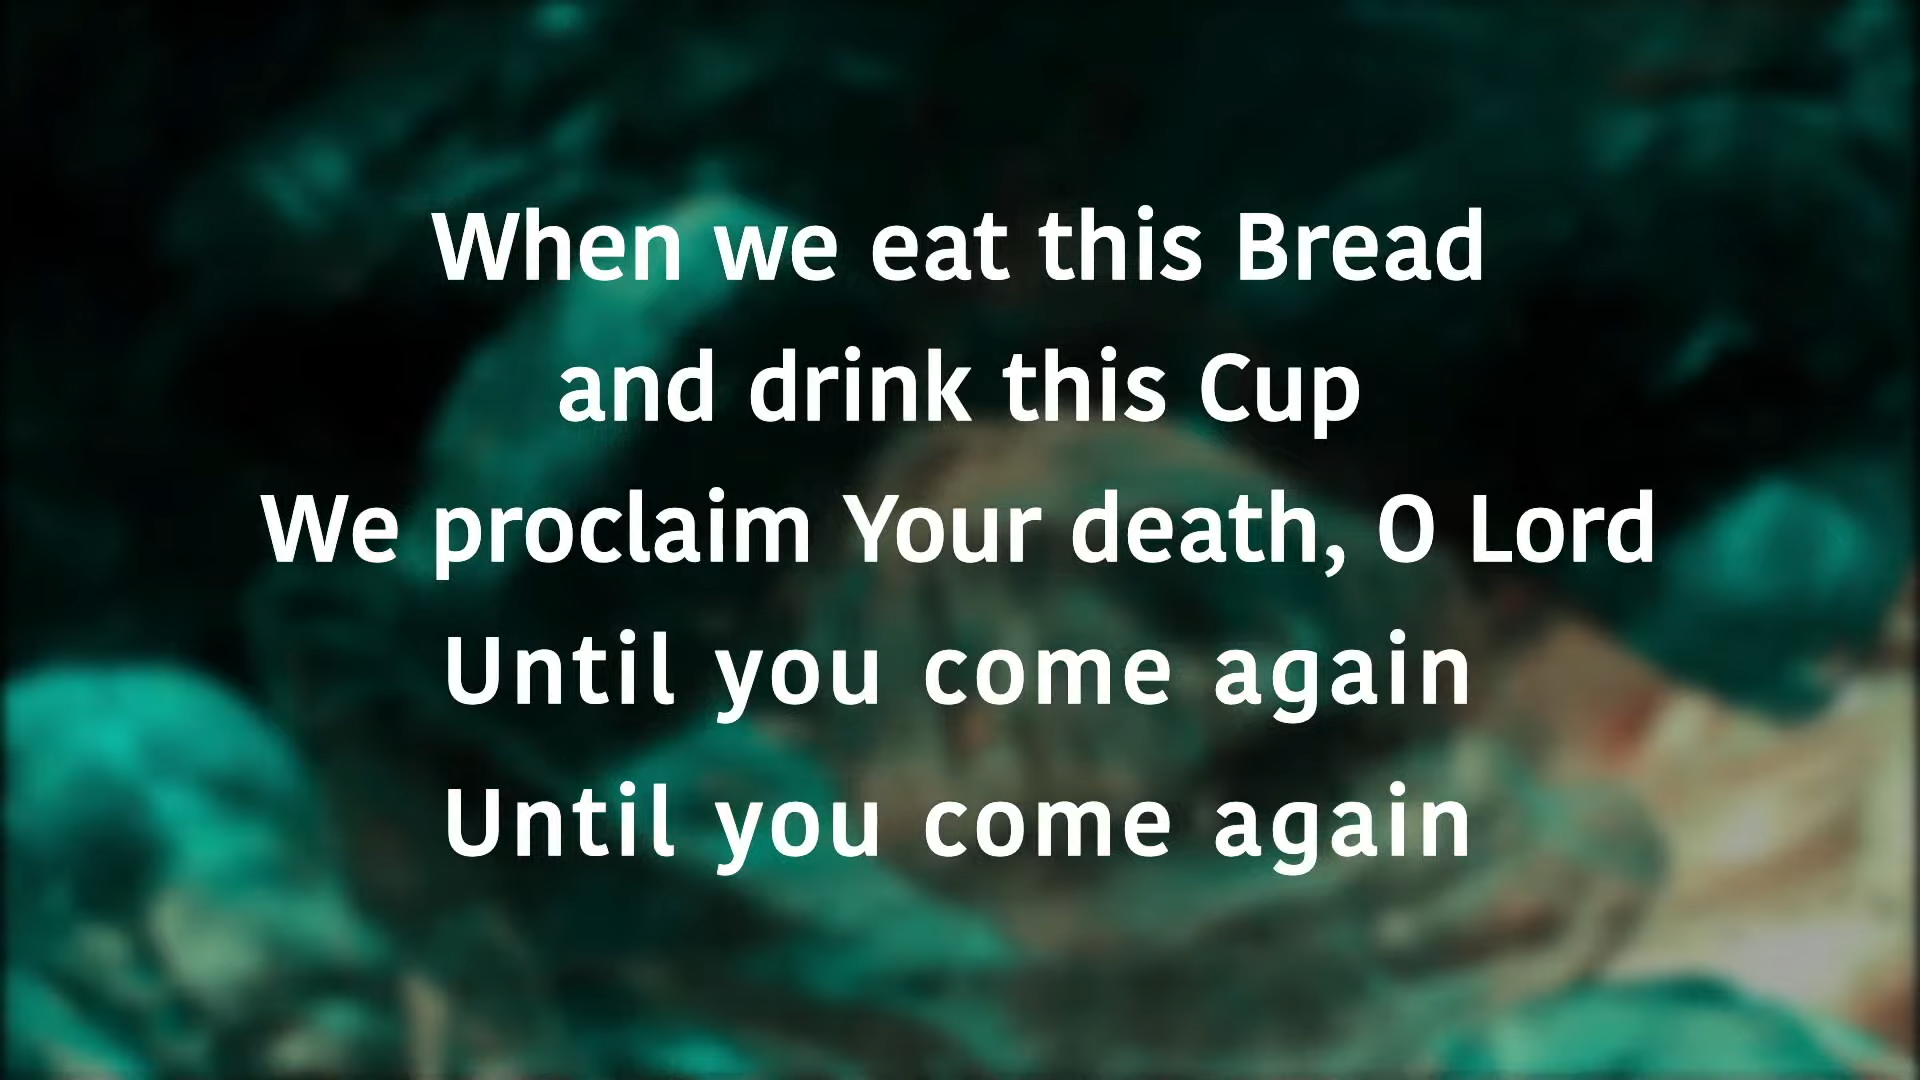 When we eat this Bread
and drink this Cup
We proclaim Your death, O Lord
Until you come again
Until you come again